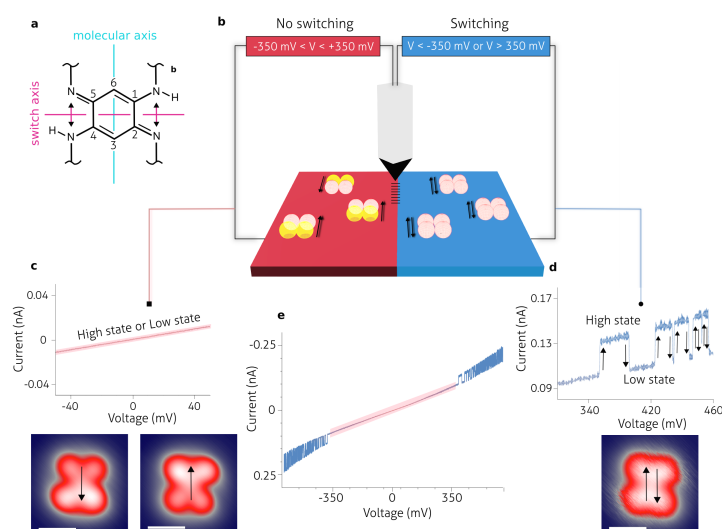 a
molecular axis
switch axis
b
N
N
H
H
N
N
6
5
1
4
2
3
b
No switching
Switching
-350 mV < V < +350 mV
V < -350 mV or V > 350 mV
c
0.04
0
-0.04
Current (nA)
High state or Low state
-40
0
40
Voltage (mV)
e
-0.25
0
0.25
Current (nA)
-350
0
350
Voltage (mV)
d
0.17
0.13
0.09
Current (nA)
High state
Low state
340
420
460
Voltage (mV)